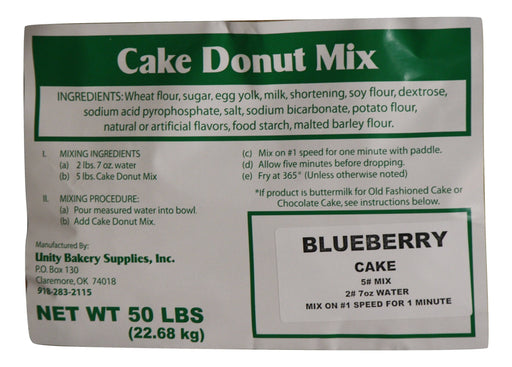 Cake Donut Mix
INGREDIENTS: Wheat flour, sugar, egg yolk, milk, shortening, soy flour, dextrose,
sodium acid pyrophosphate, salt, sodium bicarbonate, potato flour,
natural or artificial flavors, food starch, malted barley flour.
I. MIXING INGREDIENTS
(a) 2 lbs. 7 oz. water
(b) 5 lbs. Cake Donut Mix
II. MIXING PROCEDURE:
(a) Pour measured water into bowl.
(b) Add Cake Donut Mix.
(c) Mix on #1 speed for one minute with paddle.
(d) Allow five minutes before dropping.
(e) Fry at 365° (Unless otherwise noted)
*If product is buttermilk for Old Fashioned Cake or
Chocolate Cake, see instructions below.
Manufactured By:
Unity Bakery Supplies, Inc.
P.O. Box 130
Claremore, OK 74018
918-283-2115
NET WT 50 LBS
(22.68 kg)
BLUEBERRY
CAKE
5# MIX
2# 7oz WATER
MIX ON #1 SPEED FOR 1 MINUTE